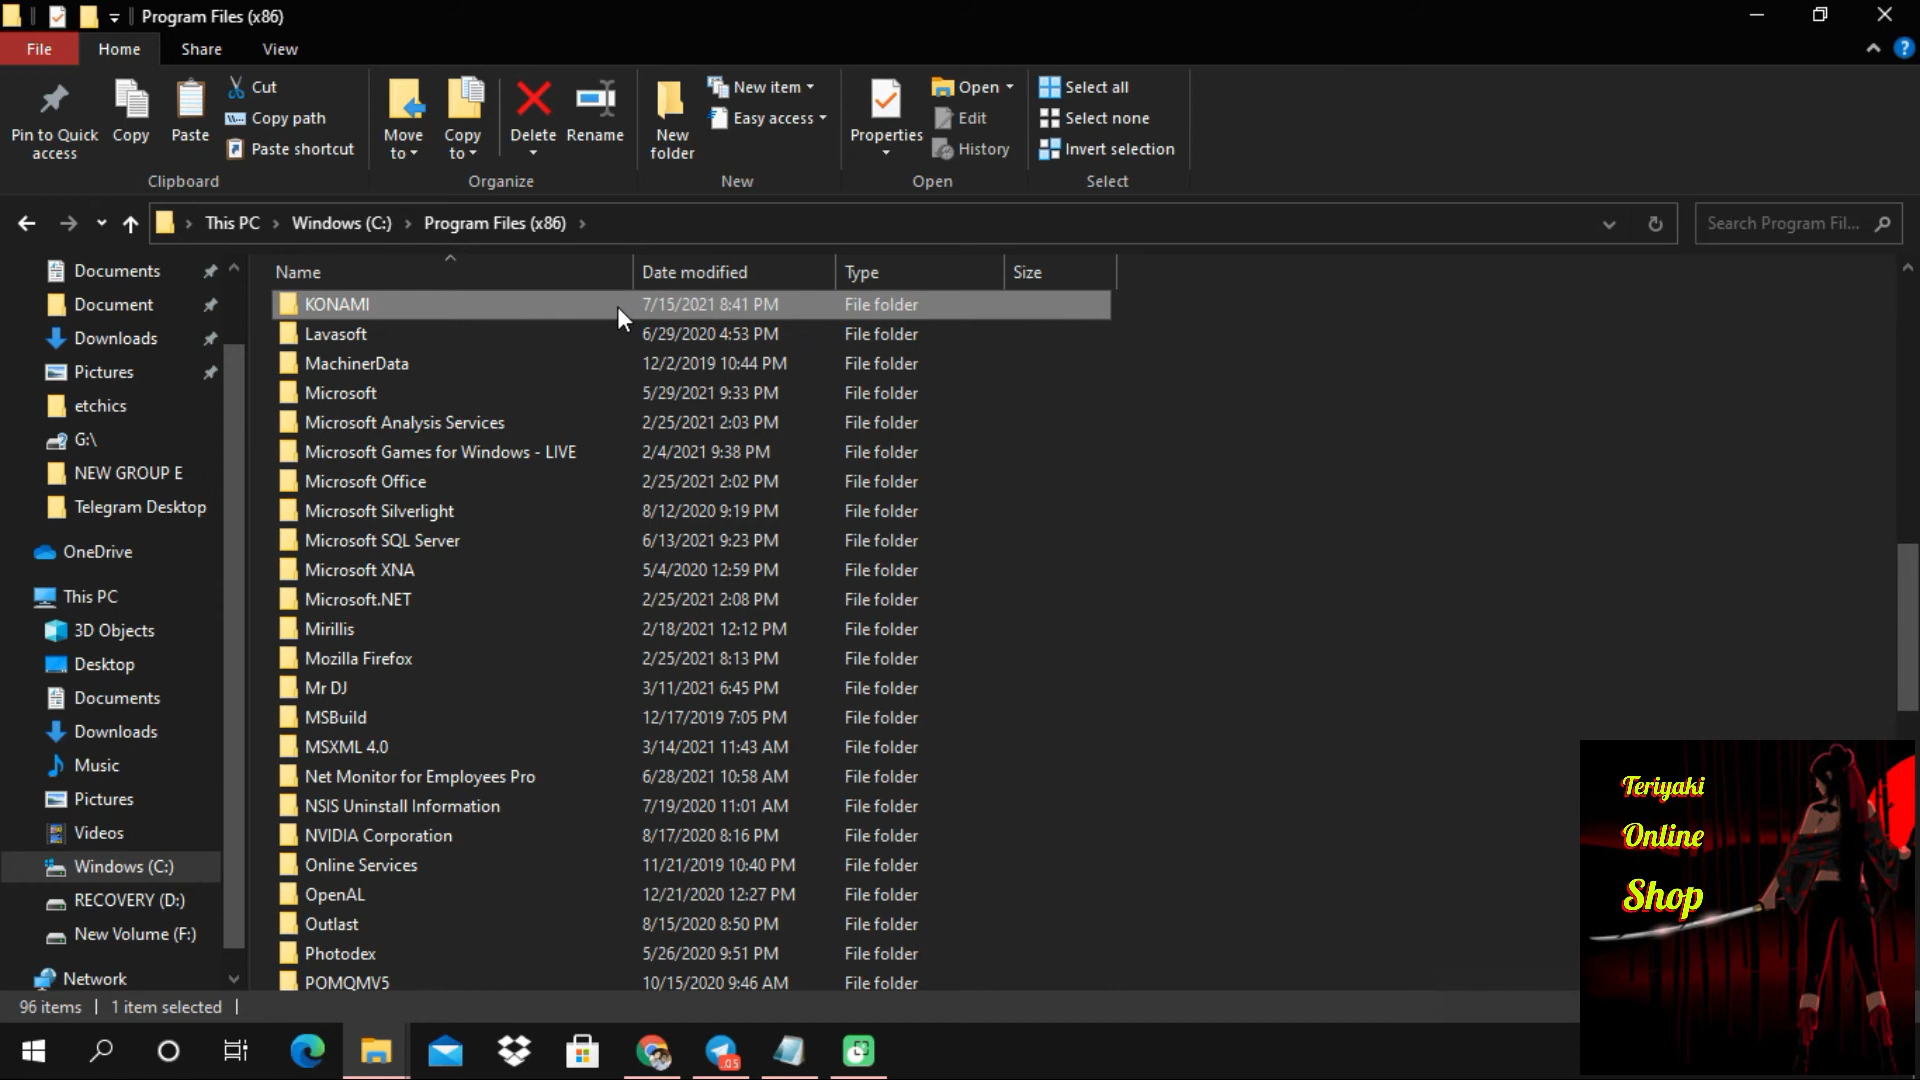 Program Files (x86)
File Home Share View
Pin to Quick access
Copy
Paste
Cut
Copy path
Paste shortcut
Clipboard
Move to
Copy to
Delete
Rename
Organize
New folder
New item
Easy access
New
Properties
Open
Edit
History
Open
Select all
Select none
Invert selection
Select
This PC > Windows (C:) > Program Files (x86) >
Search Program Fil...
Documents
Document
Downloads
Pictures
etchics
G:\
NEW GROUP E
Telegram Desktop
OneDrive
This PC
3D Objects
Desktop
Documents
Downloads
Music
Pictures
Videos
Windows (C:)
RECOVERY (D:)
New Volume (F:)
Network
Name Date modified Type Size
KONAMI 7/15/2021 8:41 PM File folder
Lavasoft 6/29/2020 4:53 PM File folder
MachinerData 12/2/2019 10:44 PM File folder
Microsoft 5/29/2021 9:33 PM File folder
Microsoft Analysis Services 2/25/2021 2:03 PM File folder
Microsoft Games for Windows - LIVE 2/4/2021 9:38 PM File folder
Microsoft Office 2/25/2021 2:02 PM File folder
Microsoft Silverlight 8/12/2020 9:19 PM File folder
Microsoft SQL Server 6/13/2021 9:23 PM File folder
Microsoft XNA 5/4/2020 12:59 PM File folder
Microsoft.NET 2/25/2021 2:08 PM File folder
Mirillis 2/18/2021 12:12 PM File folder
Mozilla Firefox 2/25/2021 8:13 PM File folder
Mr DJ 3/11/2021 6:45 PM File folder
MSBuild 12/17/2019 7:05 PM File folder
MSXML 4.0 3/14/2021 11:43 AM File folder
Net Monitor for Employees Pro 6/28/2021 10:58 AM File folder
NSIS Uninstall Information 7/19/2020 11:01 AM File folder
NVIDIA Corporation 8/17/2020 8:16 PM File folder
Online Services 11/21/2019 10:40 PM File folder
OpenAL 12/21/2020 12:27 PM File folder
Outlast 8/15/2020 8:50 PM File folder
Photodex 5/26/2020 9:51 PM File folder
POMQMV5 10/15/2020 9:46 AM File folder
96 items | 1 item selected |
Teriyaki
Online
Shop